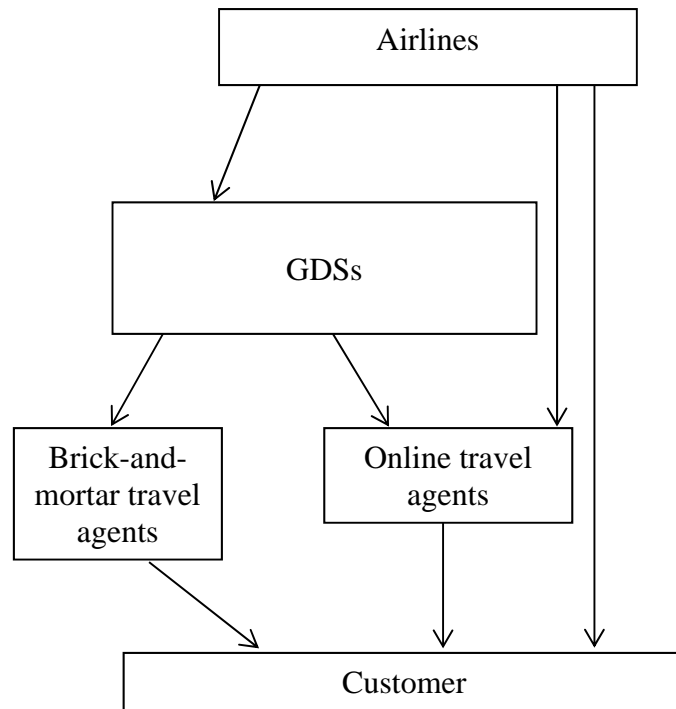 Airlines
GDSs
Brick-and-
mortar travel
agents
Online travel
agents
Customer